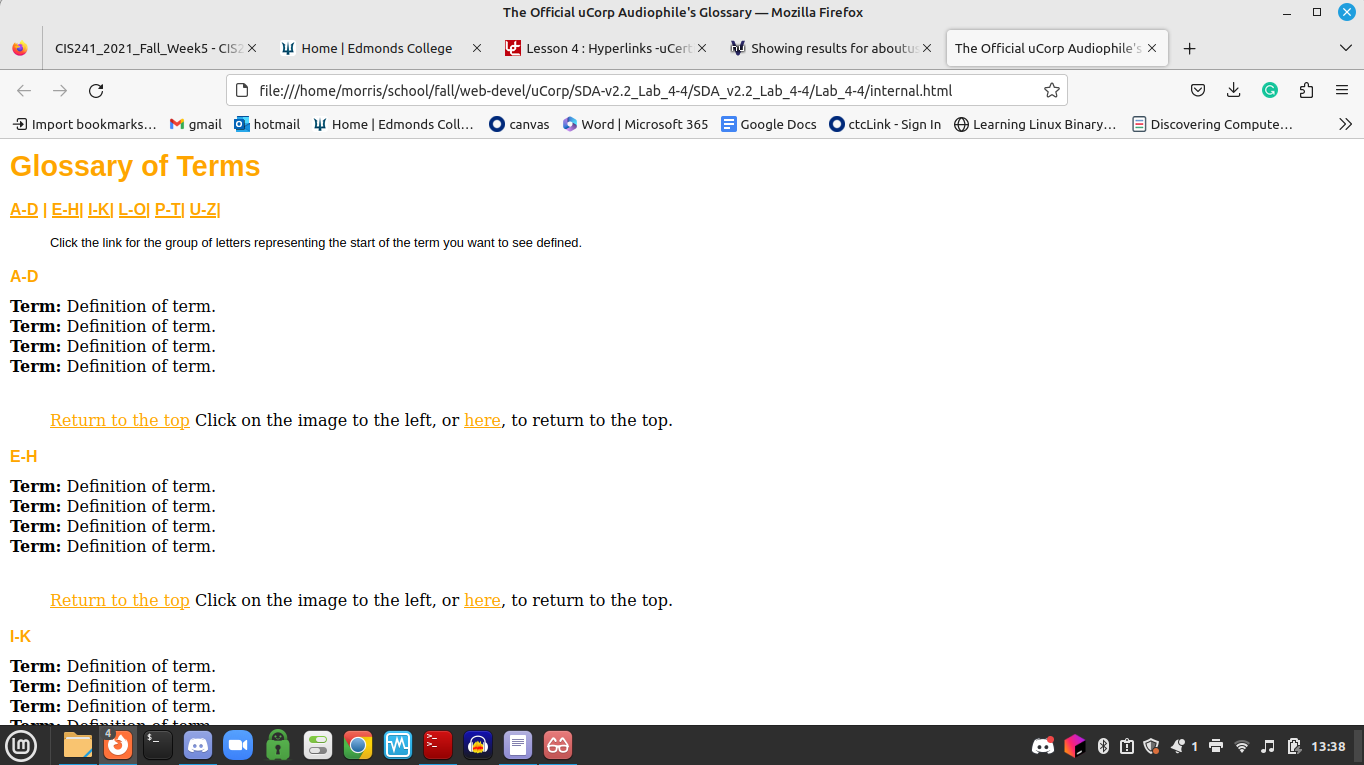 The Official uCorp Audiophile's Glossary — Mozilla Firefox
CIS241_2021_Fall_Week5 - CIS2
Home | Edmonds College
Lesson 4 : Hyperlinks -uCert
Showing results for aboutus
The Official uCorp Audiophile's
file:///home/morris/school/fall/web-devel/uCorp/SDA-v2.2_Lab_4-4/SDA_v2.2_Lab_4-4/Lab_4-4/internal.html
Import bookmarks…
gmail
hotmail
Home | Edmonds Coll…
canvas
Word | Microsoft 365
Google Docs
ctcLink - Sign In
Learning Linux Binary…
Discovering Compute…
Glossary of Terms
A-D | E-H| I-K| L-O| P-T| U-Z|
Click the link for the group of letters representing the start of the term you want to see defined.
A-D
Term: Definition of term.
Term: Definition of term.
Term: Definition of term.
Term: Definition of term.
Return to the top Click on the image to the left, or here, to return to the top.
E-H
Term: Definition of term.
Term: Definition of term.
Term: Definition of term.
Term: Definition of term.
Return to the top Click on the image to the left, or here, to return to the top.
I-K
Term: Definition of term.
Term: Definition of term.
Term: Definition of term.
Term: Definition of term.
4
1
13:38